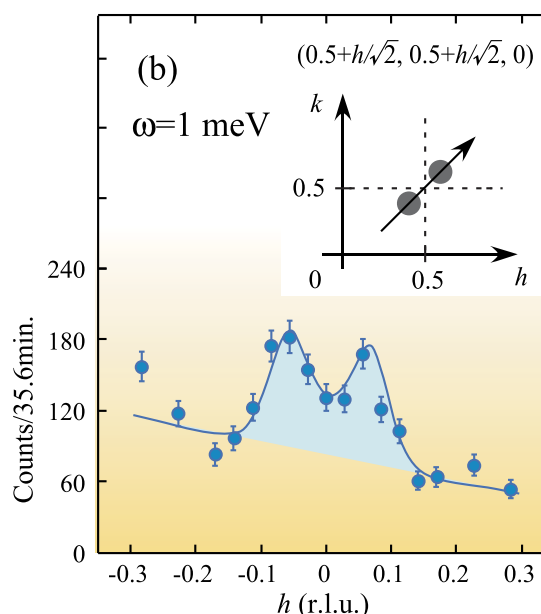 (b)
ω=1 meV
(0.5+h/√2, 0.5+h/√2, 0)
k
0.5
0
0.5
h
Counts/35.6min.
240
180
120
60
0
-0.3
-0.2
-0.1
0
0.1
0.2
0.3
h (r.l.u.)